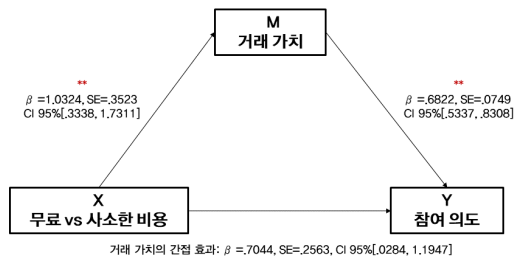 M
거래 가치
**
β =1.0324, SE=.3523
CI 95%[.3338, 1.7311]
**
β =.6822, SE=.0749
CI 95%[.5337, .8308]
X
무료 vs 사소한 비용
Y
참여 의도
거래 가치의 간접 효과: β =.7044, SE=.2563, CI 95%[.0284, 1.1947]